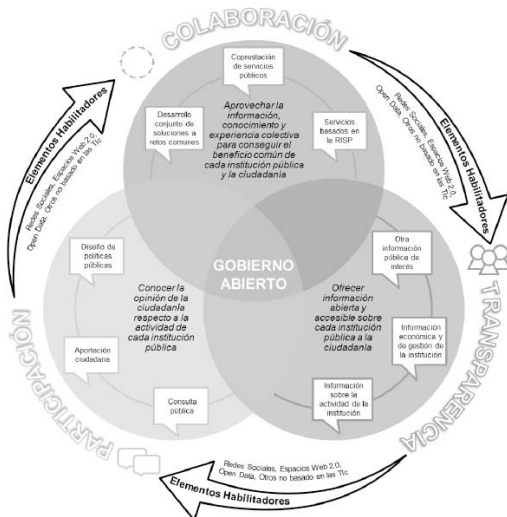 COLABORACIÓN
Coprestación
de servicios
públicos
Desarrollo
conjunto de
soluciones a
retos comunes
Aprovechar la
información,
conocimiento y
experiencia colectiva
para conseguir el
beneficio común de
cada institución pública
y la ciudadanía
Servicios
basados en
la RISP
Elementos Habilitadores
Redes Sociales, Espacios Web 2.0,
Open Data, Otros no basado en las TIc
Elementos Habilitadores
Redes Sociales, Espacios Web 2.0,
Open Data, Otros no basado en las TIc
GOBIERNO
ABIERTO
Diseño de
políticas
públicas
Conocer la
opinión de la
ciudadanía
respecto a la
actividad de
cada institución
pública
Aportación
ciudadana
Consulta
pública
PARTICIPACIÓN
Otra
información
pública de
interés
Ofrecer
información
abierta y
accesible sobre
cada institución
pública a la
ciudadanía
Información
económica y
de gestión de la
institución
Información
sobre la
actividad de la
institución
TRANSPARENCIA
Redes Sociales, Espacios Web 2.0,
Open Data, Otros no basado en las TIc
Elementos Habilitadores